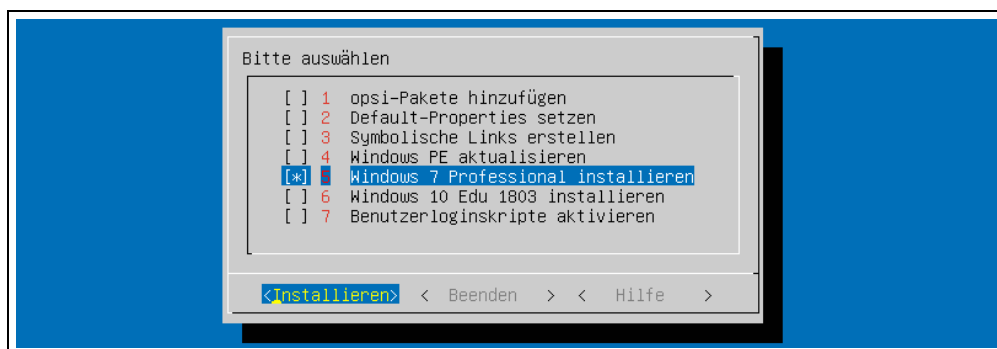 Bitte auswählen
[ ] 1 opsi-Pakete hinzufügen
[ ] 2 Default-Properties setzen
[ ] 3 Symbolische Links erstellen
[ ] 4 Windows PE aktualisieren
[*] 5 Windows 7 Professional installieren
[ ] 6 Windows 10 Edu 1803 installieren
[ ] 7 Benutzerloginskripte aktivieren
<Installieren> < Beenden > < Hilfe >